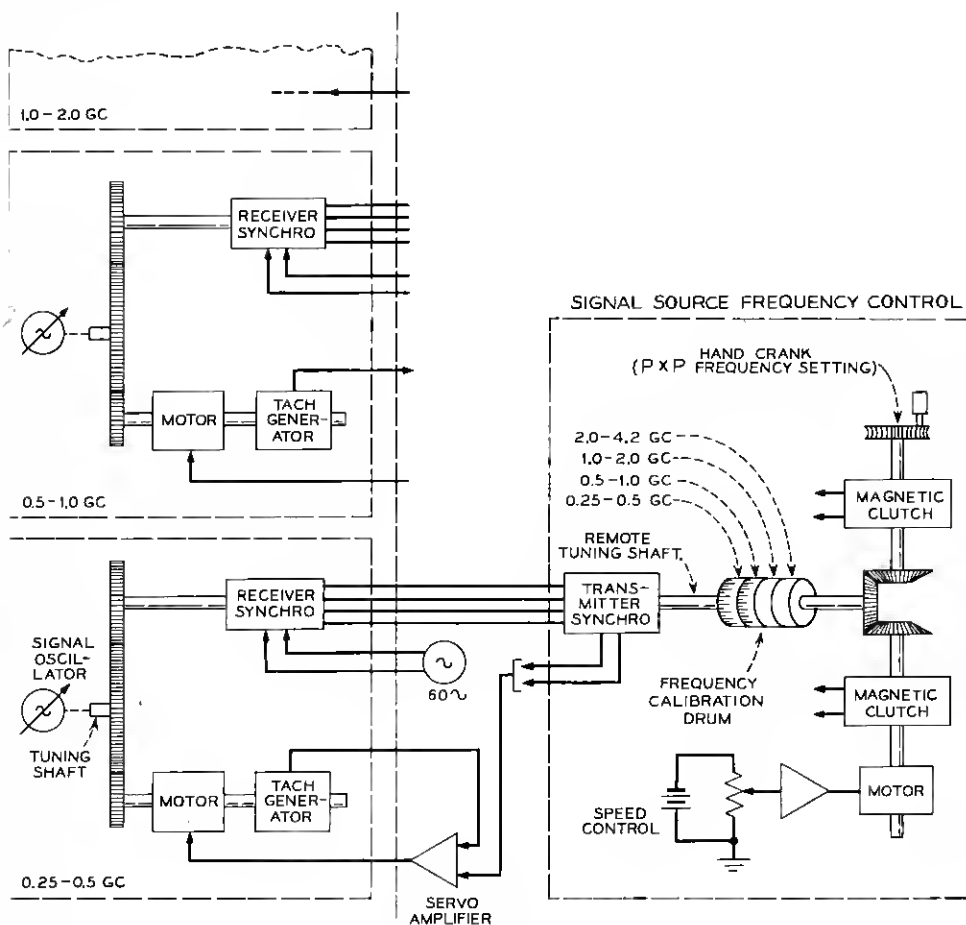 1.0-2.0 GC
RECEIVER
SYNCHRO
MOTOR
TACH
GENER-
ATOR
0.5-1.0 GC
SIGNAL SOURCE FREQUENCY CONTROL
HAND CRANK
(P X P FREQUENCY SETTING)
2.0-4.2 GC
1.0-2.0 GC
0.5-1.0 GC
0.25-0.5 GC
REMOTE
TUNING SHAFT
MAGNETIC
CLUTCH
RECEIVER
SYNCHRO
TRANS-
MITTER
SYNCHRO
SIGNAL
OSCIL-
LATOR
60~
FREQUENCY
CALIBRATION
DRUM
MAGNETIC
CLUTCH
TUNING
SHAFT
MOTOR
TACH
GENER-
ATOR
SPEED
CONTROL
MOTOR
0.25-0.5 GC
SERVO
AMPLIFIER